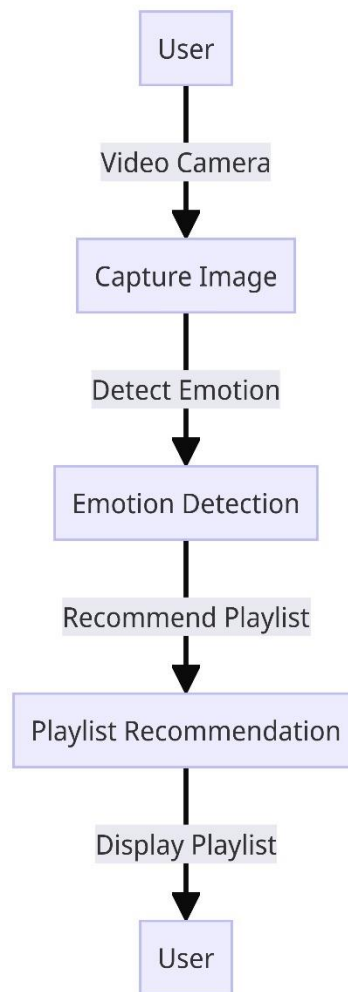 User
Video Camera
Capture Image
Detect Emotion
Emotion Detection
Recommend Playlist
Playlist Recommendation
Display Playlist
User